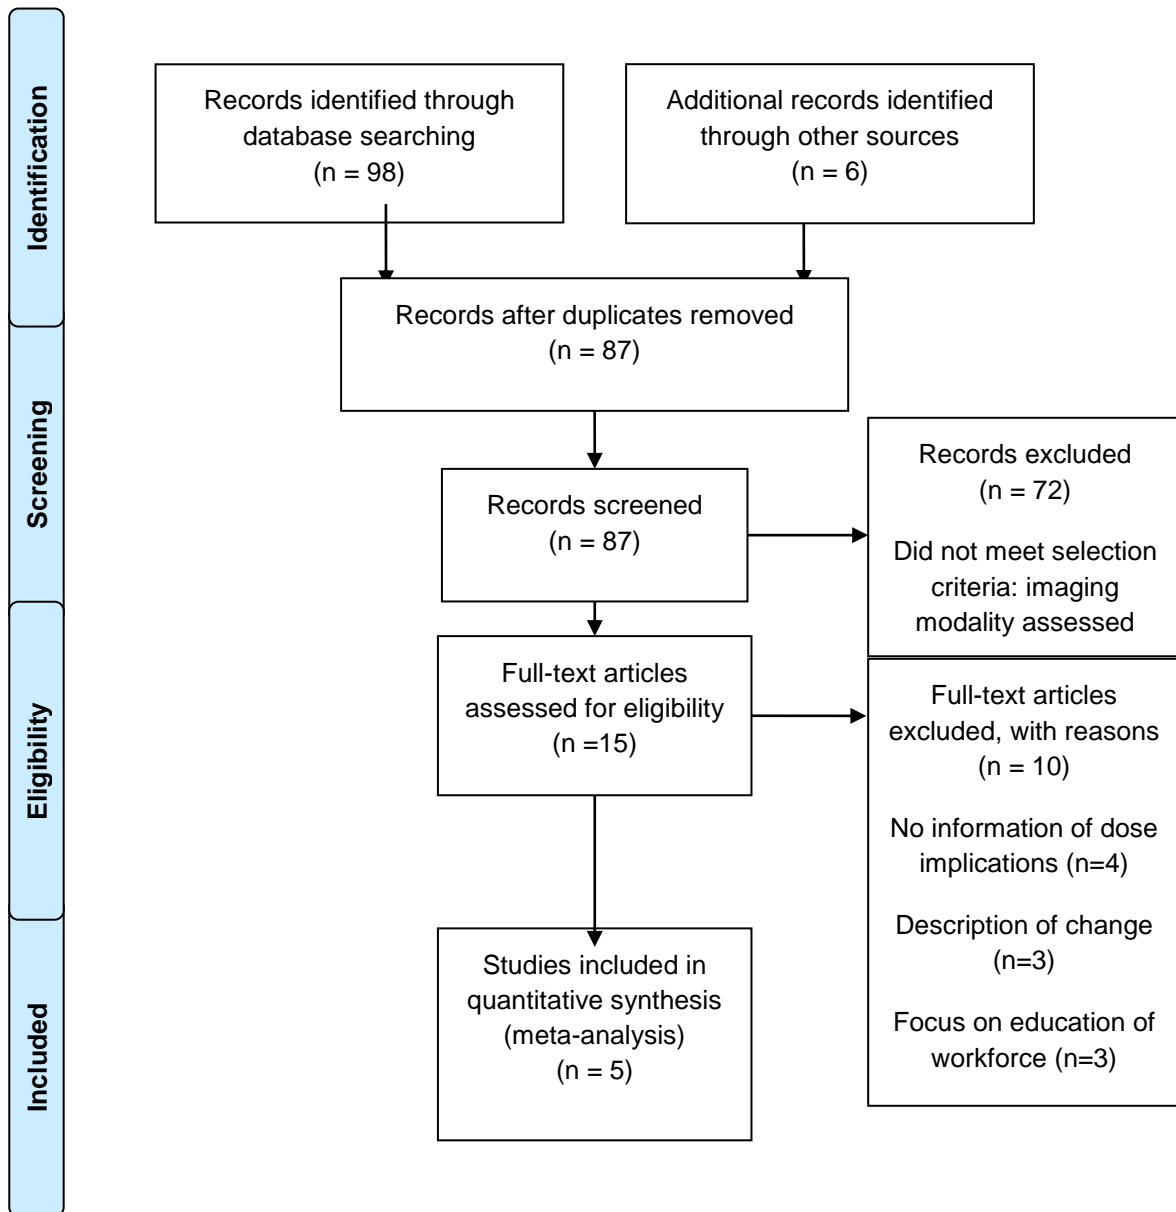 Identification
Records identified through
database searching
(n = 98)
Additional records identified
through other sources
(n = 6)
Records after duplicates removed
(n = 87)
Screening
Records screened
(n = 87)
Records excluded
(n = 72)
Did not meet selection
criteria: imaging
modality assessed
Eligibility
Full-text articles
assessed for eligibility
(n =15)
Full-text articles
excluded, with reasons
(n = 10)
No information of dose
implications (n=4)
Description of change
(n=3)
Focus on education of
workforce (n=3)
Included
Studies included in
quantitative synthesis
(meta-analysis)
(n = 5)